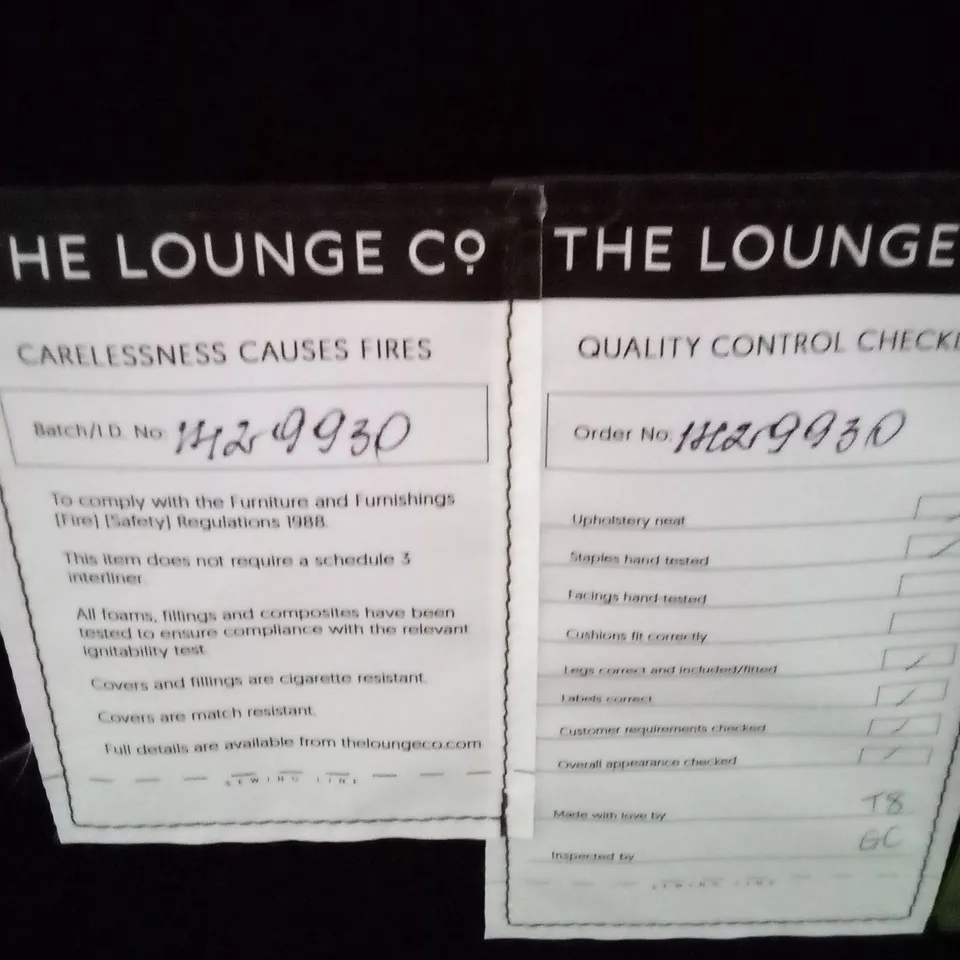 THE LOUNGE Co
CARELESSNESS CAUSES FIRES
Batch/I.D. No:
To comply with the Furniture and Furnishings
[Fire] [Safety] Regulations 1988.
This item does not require a schedule 3
interliner.
All foams, fillings and composites have been
tested to ensure compliance with the relevant
ignitability test.
Covers and fillings are cigarette resistant.
Covers are match resistant.
Full details are available from theloungeco.com
SEWING LINE
THE LOUNGE
QUALITY CONTROL CHECKL
Order No:
Upholstery neat
Staples hand tested
Facings hand tested
Cushions fit correctly
Legs correct and included/fitted
Labels correct
Customer requirements checked
Overall appearance checked
Made with love by T8
Inspected by GC
SEWING LINE